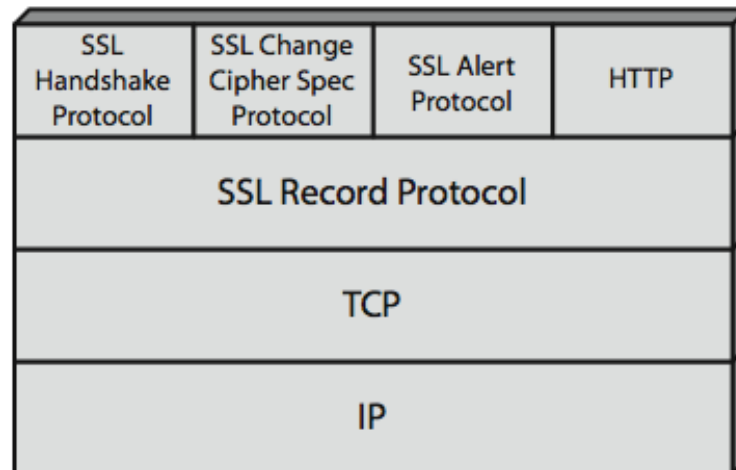 SSL
Handshake
Protocol
SSL Change
Cipher Spec
Protocol
SSL Alert
Protocol
HTTP
SSL Record Protocol
TCP
IP